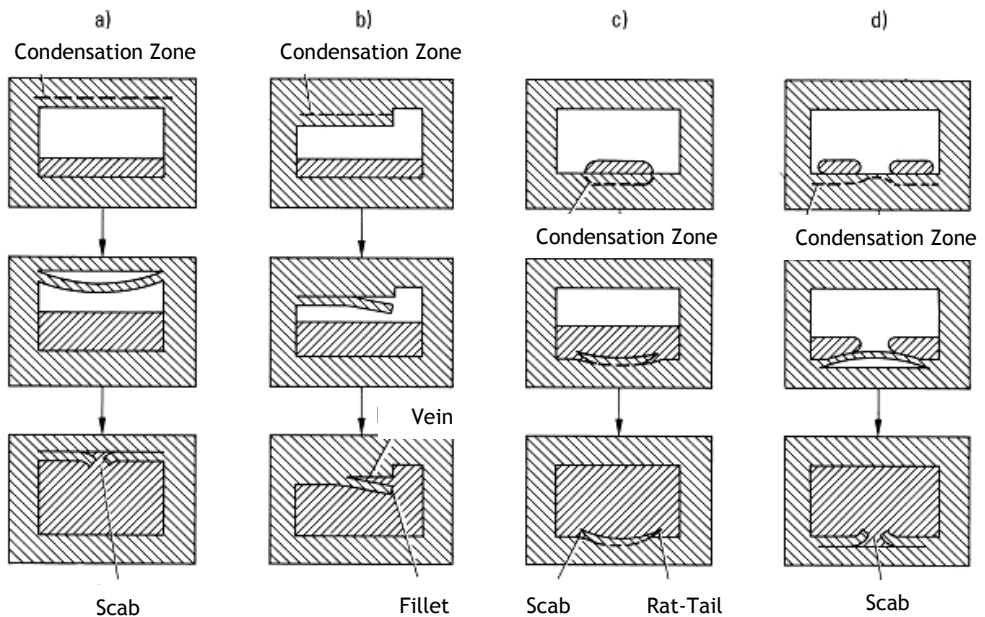 a)
b)
c)
d)
Condensation Zone
Condensation Zone
Condensation Zone
Condensation Zone
Vein
Scab
Fillet
Scab
Rat-Tail
Scab